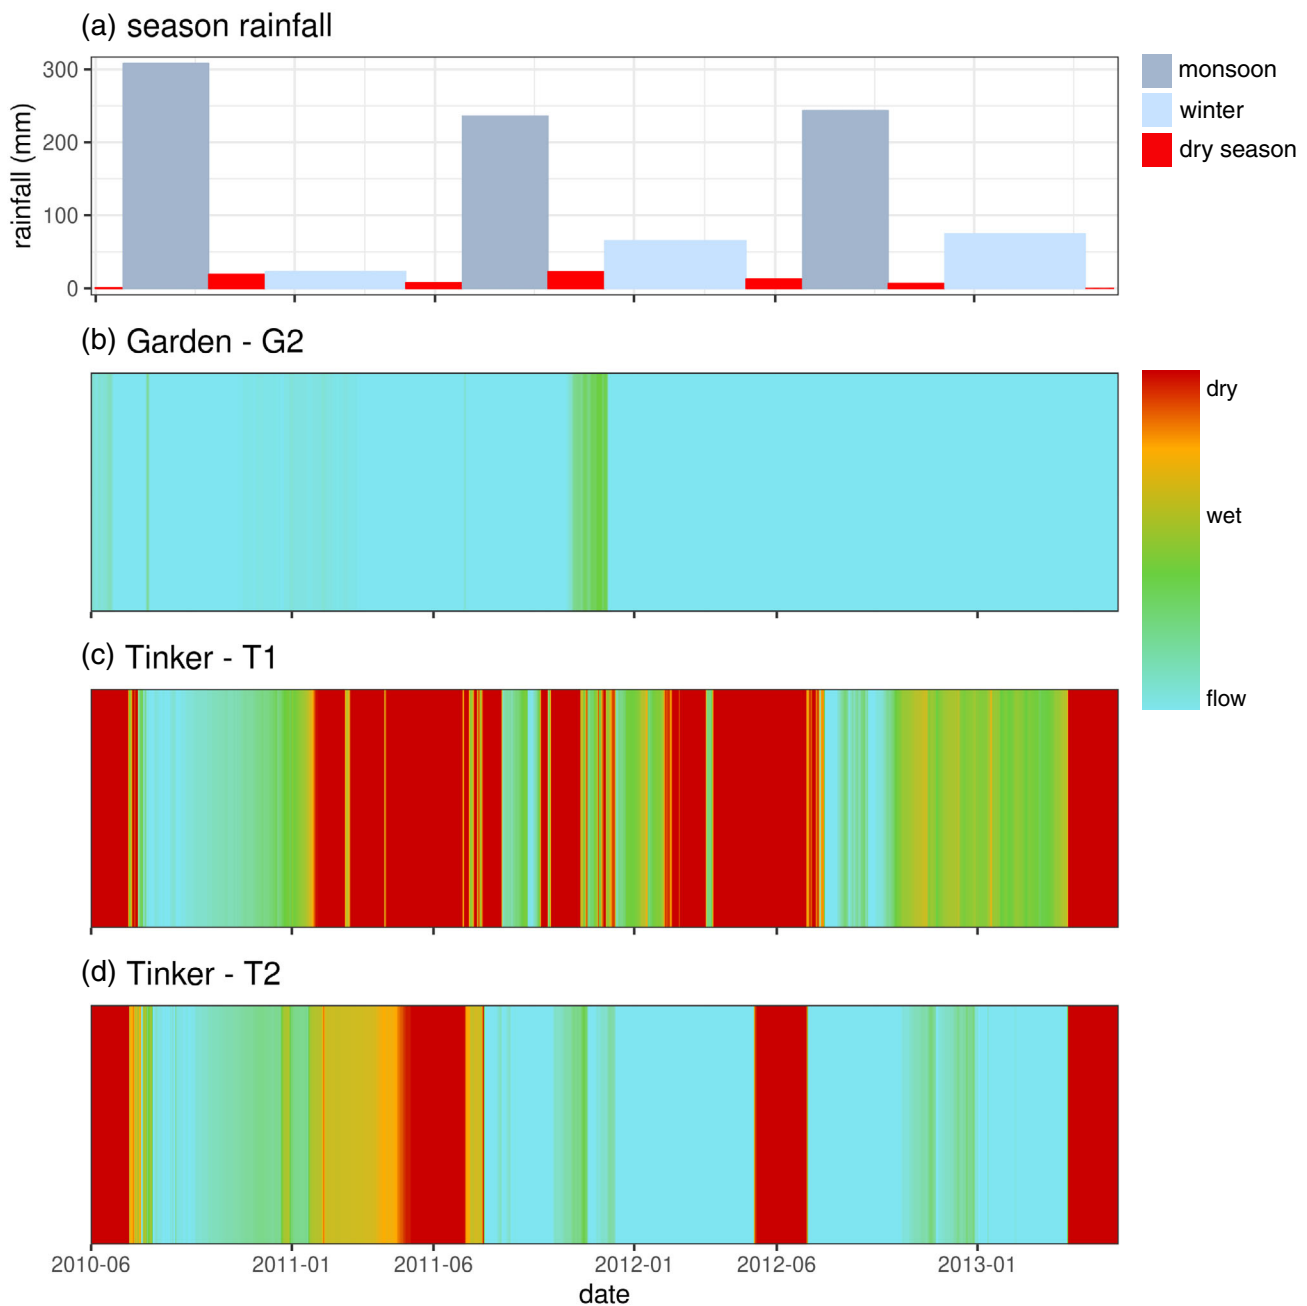 (a) season rainfall
300
200
100
0
rainfall (mm)
monsoon
winter
dry season
(b) Garden - G2
dry
wet
flow
(c) Tinker - T1
(d) Tinker - T2
2010-06 2011-01 2011-06 2012-01 2012-06 2013-01
date